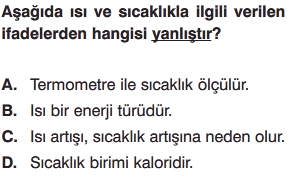 Aşağıda ısı ve sıcaklıkla ilgili verilen
ifadelerden hangisi yanlıştır?
A. Termometre ile sıcaklık ölçülür.
B. Isı bir enerji türüdür.
C. Isı artışı, sıcaklık artışına neden olur.
D. Sıcaklık birimi kaloridir.